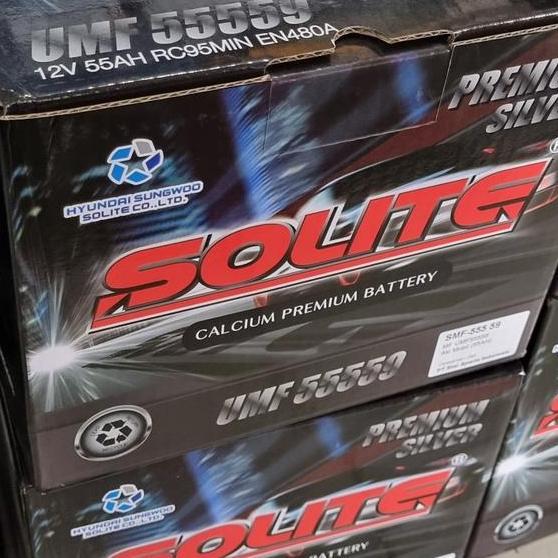 UMF 55559
12V 55AH RC95MIN EN480A
PREMIUM
SILVER
HYUNDAI SUNGWOO
SOLITE CO.,LTD.
SOLITE
CALCIUM PREMIUM BATTERY
SMF-555 59
UMF 55559
PREMIUM
SILVER
HYUNDAI SUNGWOO
SOLITE CO.,LTD.
SOLITE
BATTERY